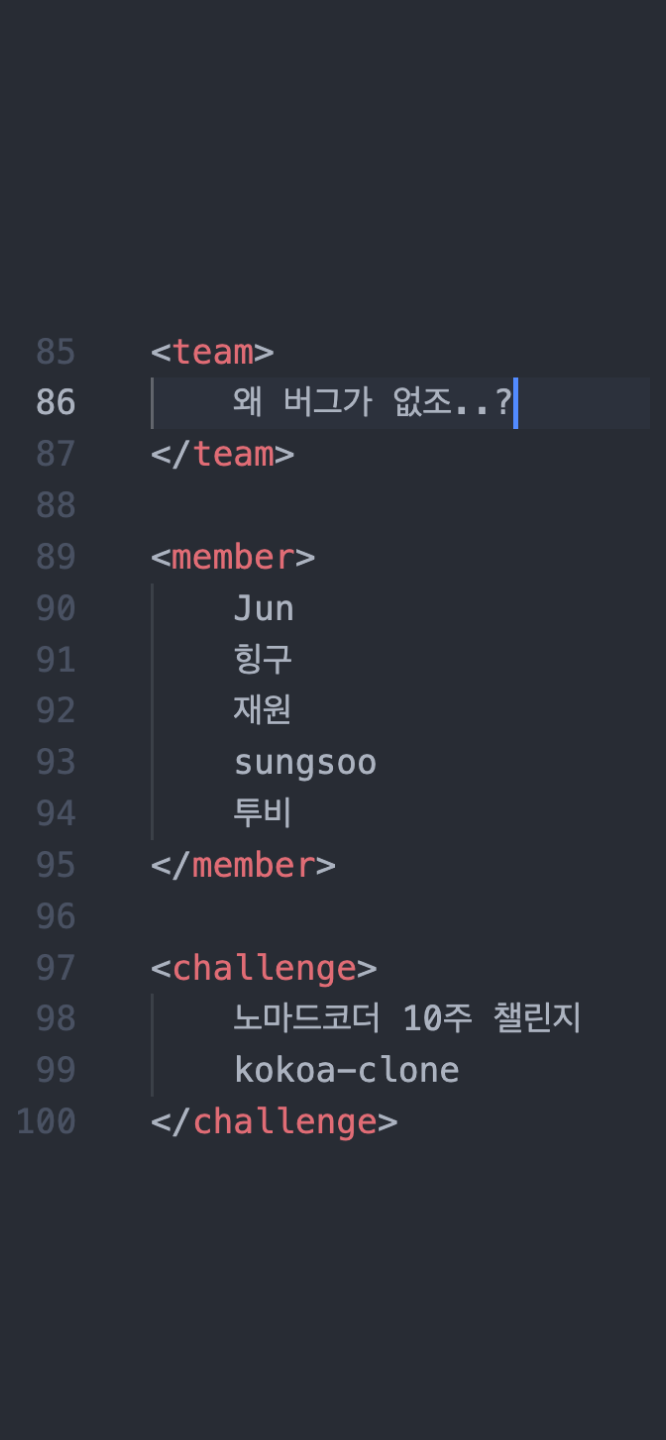 85 <team>
86 왜 버그가 없조..?
87 </team>
88
89 <member>
90 Jun
91 힝구
92 재원
93 sungsoo
94 투비
95 </member>
96
97 <challenge>
98 노마드코더 10주 챌린지
99 kokoa-clone
100 </challenge>